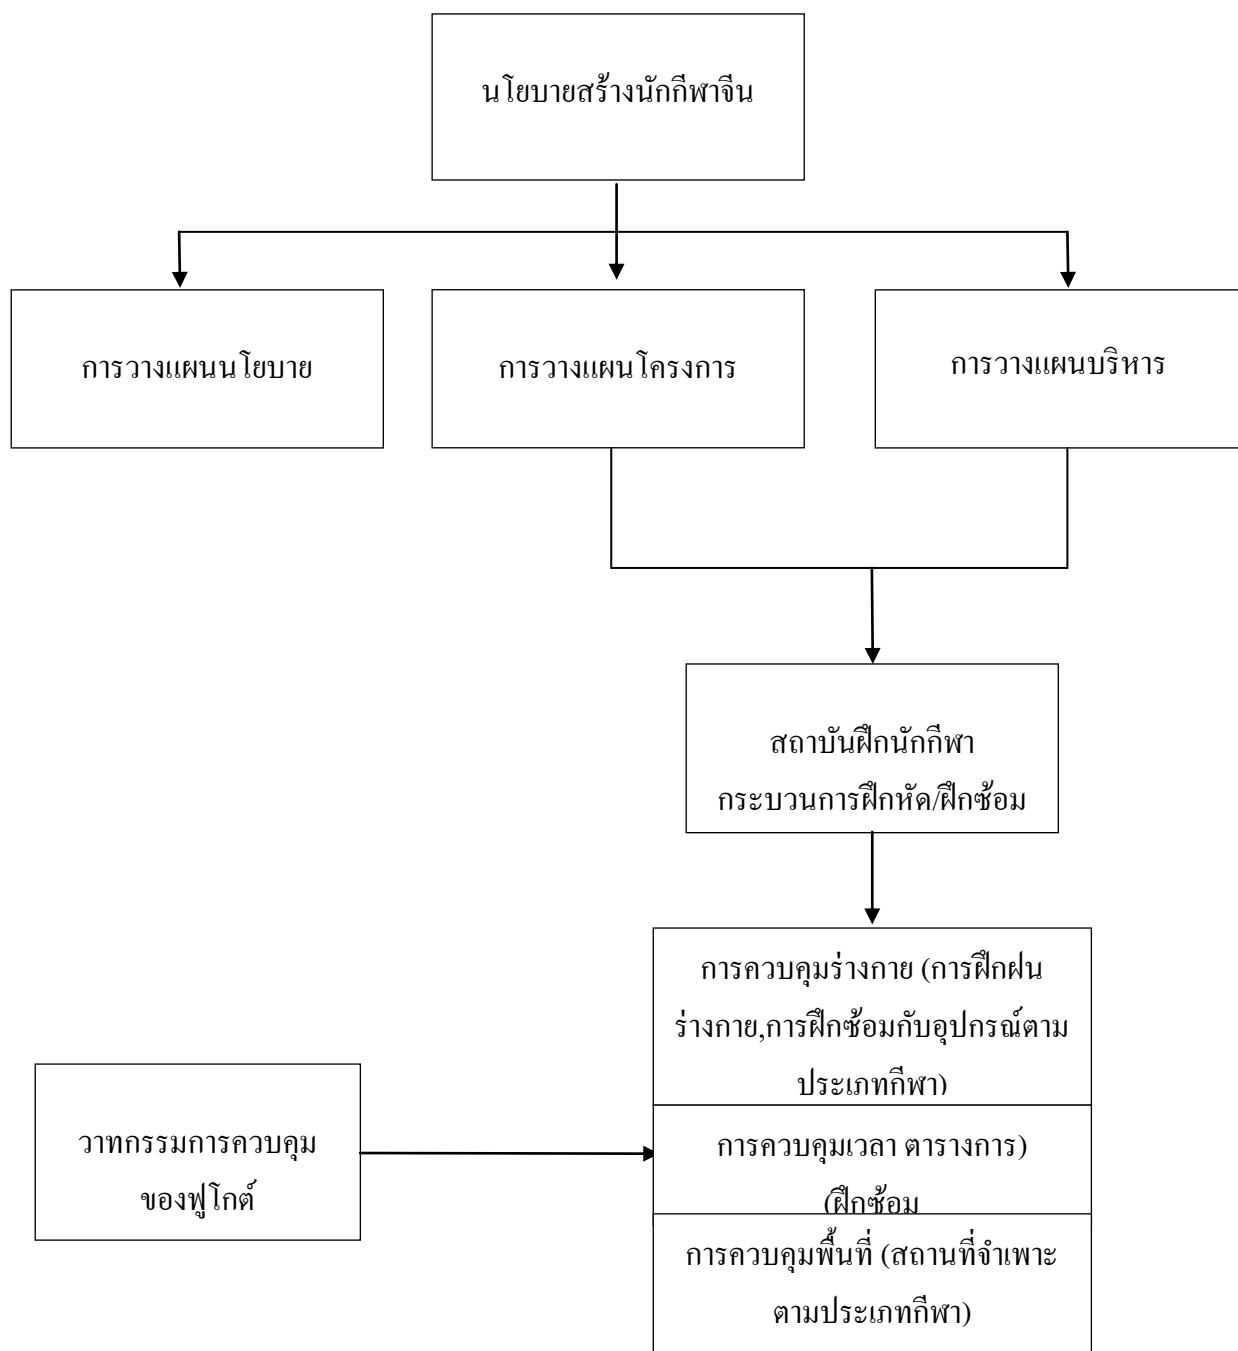 นโยบายสร้างนักกีฬาจีน
การวางแผนนโยบาย
การวางแผนโครงการ
การวางแผนบริหาร
สถาบันฝึกนักกีฬา
กระบวนการฝึกหัด/ฝึกซ้อม
การควบคุมร่างกาย (การฝึกฝน
ร่างกาย,การฝึกซ้อมกับอุปกรณ์ตาม
ประเภทกีฬา)
วาทกรรมการควบคุม
ของฟูโกต์
การควบคุมเวลา ตารางการ)
(ฝึกซ้อม
การควบคุมพื้นที่ (สถานที่จำเพาะ
ตามประเภทกีฬา)